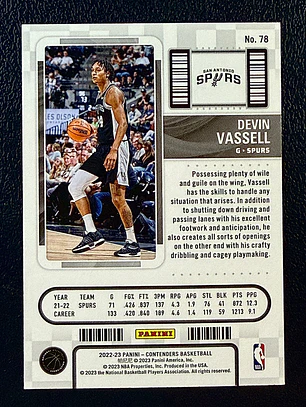 No. 78
SAN ANTONIO
SPURS
DEVIN
VASSELL
G - SPURS
Possessing plenty of wile
and guile on the wing, Vassell
has the skills to handle any
situation that arises. In addition
to shutting down driving and
passing lanes with his excellent
footwork and anticipation, he
also creates all sorts of openings
on the other end with his crafty
dribbling and cagey playmaking.
YEAR TEAM G FG% FT% 3PM RPG APG STL BLK PTS PPG
21-22 SPURS 71 .426 .837 137 4.3 1.9 76 41 872 12.3
CAREER 133 .420 .840 189 4.6 1.4 119 59 1213 9.1
PANINI
2022-23 PANINI - CONTENDERS BASKETBALL
© 2023 Panini America, Inc.
© 2023 NBA Properties, Inc. Produced in the USA.
© 2023 the National Basketball Players Association. All rights reserved.
NBA